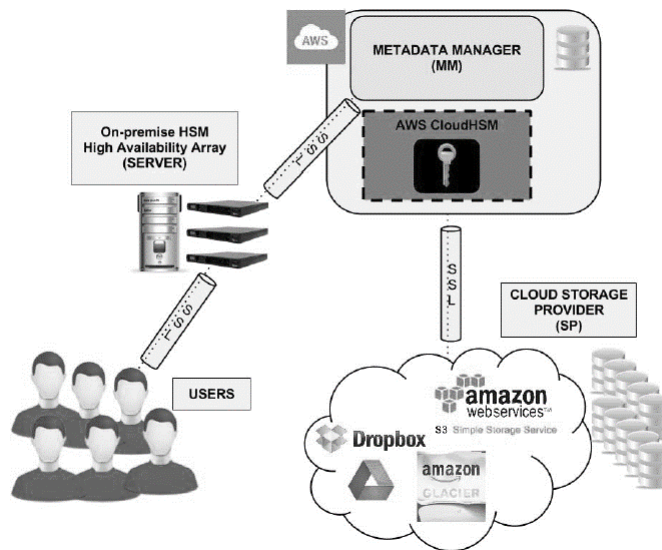 AWS
METADATA MANAGER
(MM)
AWS CloudHSM
On-premise HSM
High Availability Array
(SERVER)
SSL
SSL
SSL
CLOUD STORAGE
PROVIDER
(SP)
USERS
amazon
webservices™
S3 Simple Storage Service
Dropbox
amazon
GLACIER